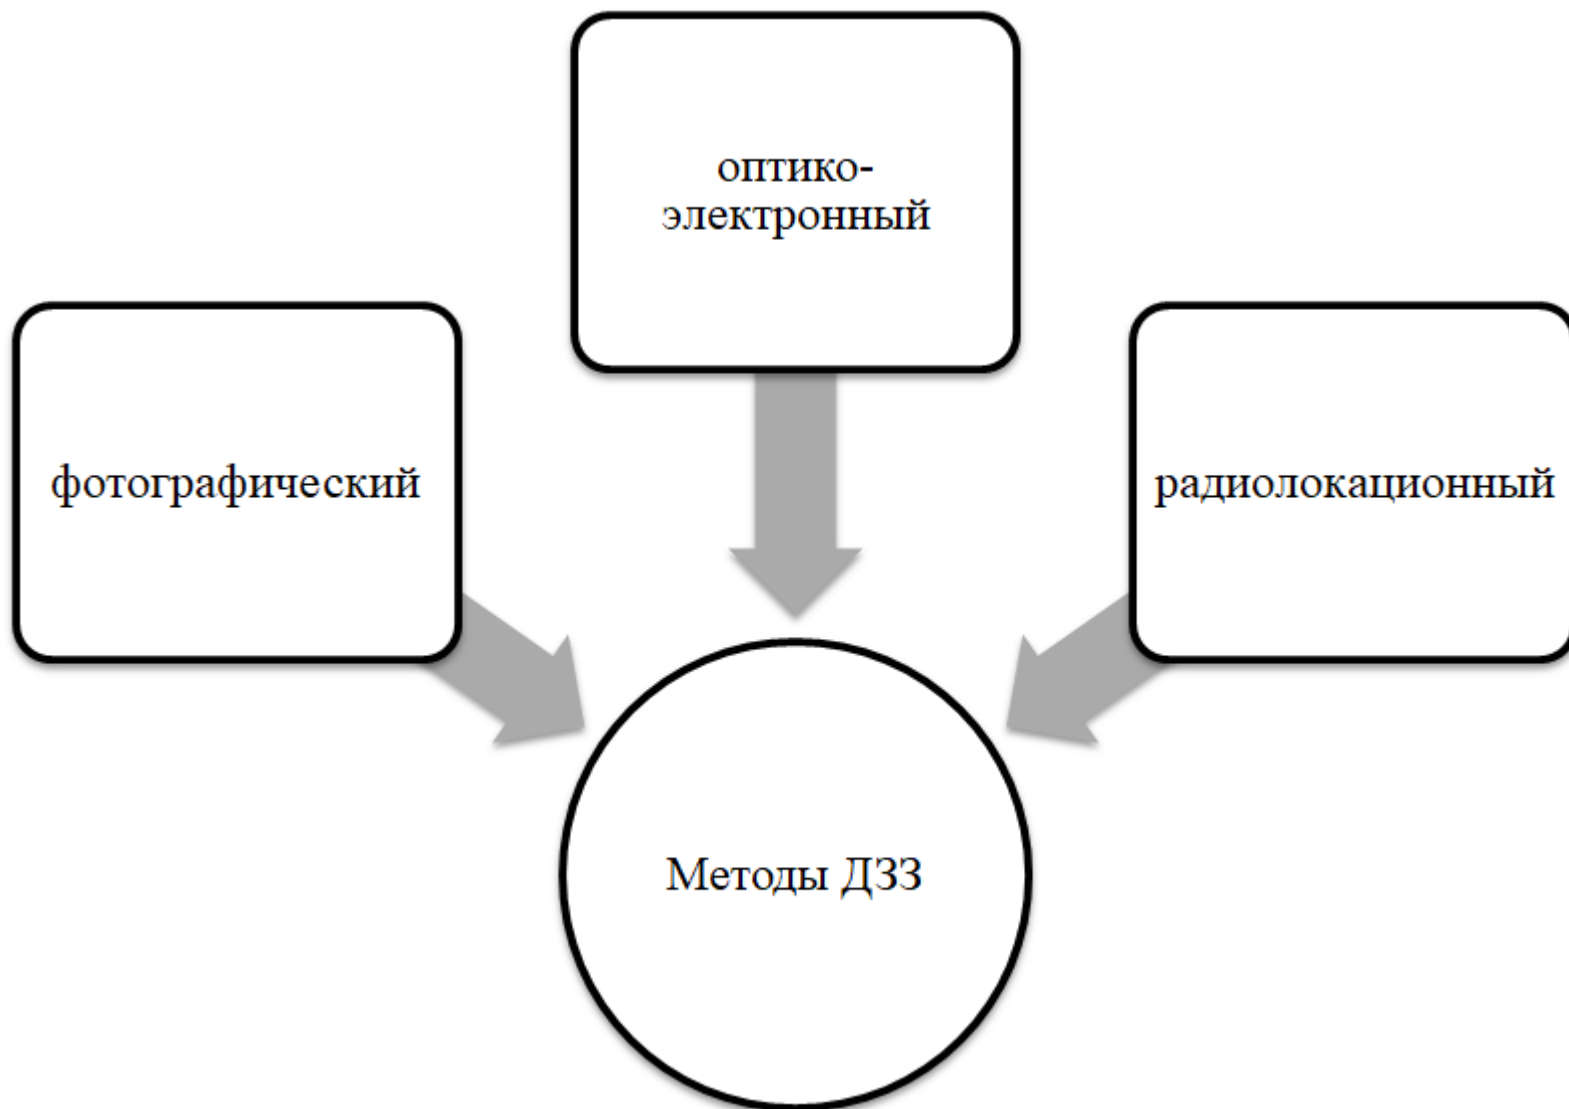 оптико-
электронный
фотографический
радиолокационный
Методы ДЗЗ